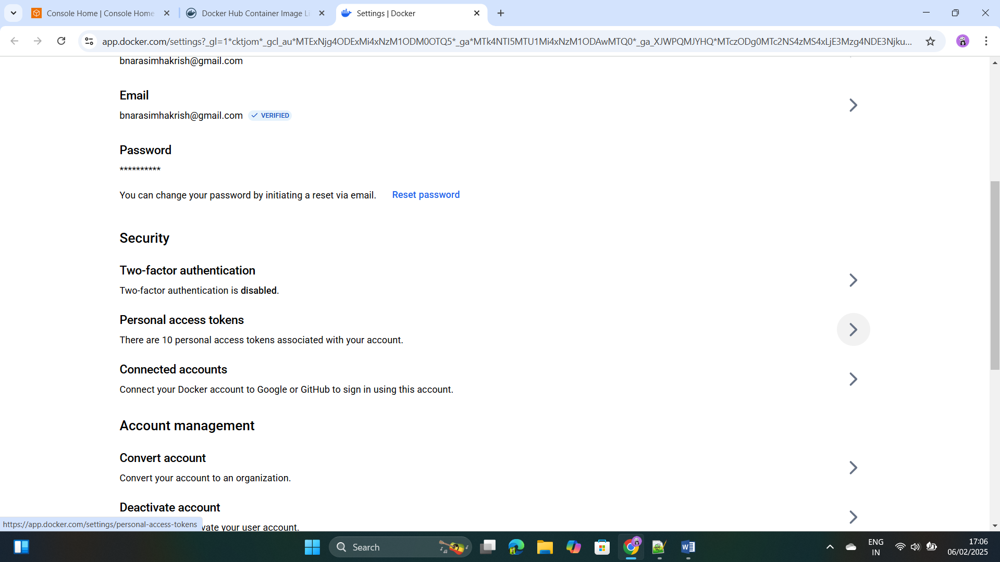 Console Home | Console Home
Docker Hub Container Image Li
Settings | Docker
app.docker.com/settings?_gl=1*cktjom*_gcl_au*MTExNjg4ODExMi4xNzM1ODM0OTQ5*_ga*MTk4NTI5MTU1Mi4xNzM1ODAwMTQ0*_ga_XJWPQMJYHQ*MTczODg0MTc2NS4zMS4xLjE3Mzg4NDE3Njku...
bnarasimhakrish@gmail.com
Email
bnarasimhakrish@gmail.com VERIFIED
Password
**********
You can change your password by initiating a reset via email. Reset password
Security
Two-factor authentication
Two-factor authentication is disabled.
Personal access tokens
There are 10 personal access tokens associated with your account.
Connected accounts
Connect your Docker account to Google or GitHub to sign in using this account.
Account management
Convert account
Convert your account to an organization.
Deactivate account
https://app.docker.com/settings/personal-access-tokens
vate your user account.
Search
ENG
IN
17:06
06/02/2025